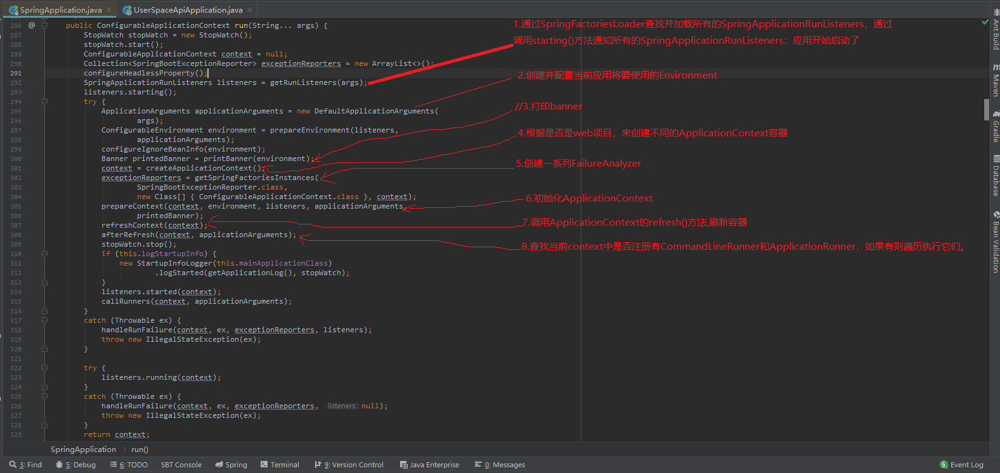 SpringApplication.java
UserSpaceApiApplication.java
286 @ public ConfigurableApplicationContext run(String... args) {
287 StopWatch stopWatch = new StopWatch();
288 stopWatch.start();
289 ConfigurableApplicationContext context = null;
290 Collection<SpringBootExceptionReporter> exceptionReporters = new ArrayList<>();
291 configureHeadlessProperty();
292 SpringApplicationRunListeners listeners = getRunListeners(args);
293 listeners.starting();
294 try {
295 ApplicationArguments applicationArguments = new DefaultApplicationArguments(
296 args);
297 ConfigurableEnvironment environment = prepareEnvironment(listeners,
298 applicationArguments);
299 configureIgnoreBeanInfo(environment);
300 Banner printedBanner = printBanner(environment);
301 context = createApplicationContext();
302 exceptionReporters = getSpringFactoriesInstances(
303 SpringBootExceptionReporter.class,
304 new Class[] { ConfigurableApplicationContext.class }, context);
305 prepareContext(context, environment, listeners, applicationArguments,
306 printedBanner);
307 refreshContext(context);
308 afterRefresh(context, applicationArguments);
309 stopWatch.stop();
310 if (this.logStartupInfo) {
311 new StartupInfoLogger(this.mainApplicationClass)
312 .logStarted(getApplicationLog(), stopWatch);
313 }
314 listeners.started(context);
315 callRunners(context, applicationArguments);
316 }
317 catch (Throwable ex) {
318 handleRunFailure(context, ex, exceptionReporters, listeners);
319 throw new IllegalStateException(ex);
320 }
321
322 try {
323 listeners.running(context);
324 }
325 catch (Throwable ex) {
326 handleRunFailure(context, ex, exceptionReporters, listeners: null);
327 throw new IllegalStateException(ex);
328 }
329 return context;
1.通过SpringFactoriesLoader查找并加载所有的SpringApplicationRunListeners，通过
调用starting()方法通知所有的SpringApplicationRunListeners：应用开始启动了
2.创建并配置当前应用将要使用的Environment
//3.打印banner
4.根据是否是web项目，来创建不同的ApplicationContext容器
5.创建一系列FailureAnalyzer
6.初始化ApplicationContext
7.调用ApplicationContext的refresh()方法,刷新容器
8.查找当前context中是否注册有CommandLineRunner和ApplicationRunner，如果有则遍历执行它们。
Ant Build
Maven
Gradle
Database
Bean Validation
SpringApplication › run()
3: Find
5: Debug
6: TODO
SBT Console
Spring
Terminal
9: Version Control
Java Enterprise
0: Messages
5 Event Log